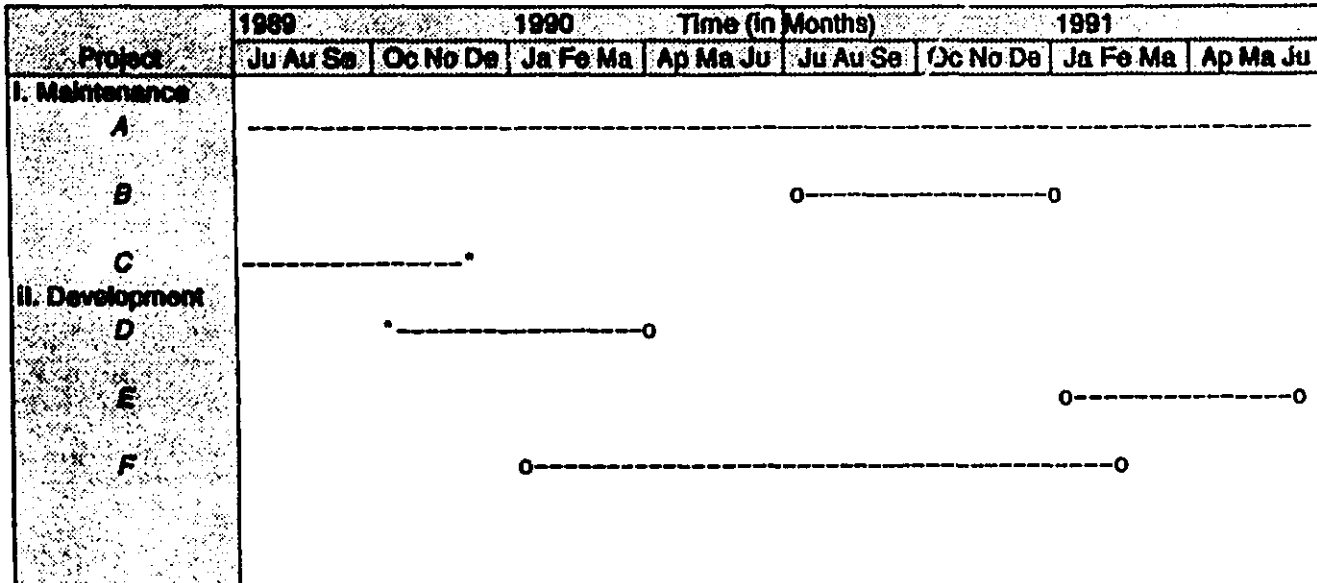 1989 1990 Time (in Months) 1991
Project Ju Au Se Oc No De Ja Fe Ma Ap Ma Ju Ju Au Se Oc No De Ja Fe Ma Ap Ma Ju
I. Maintenance
A
B
C
II. Development
D
E
F